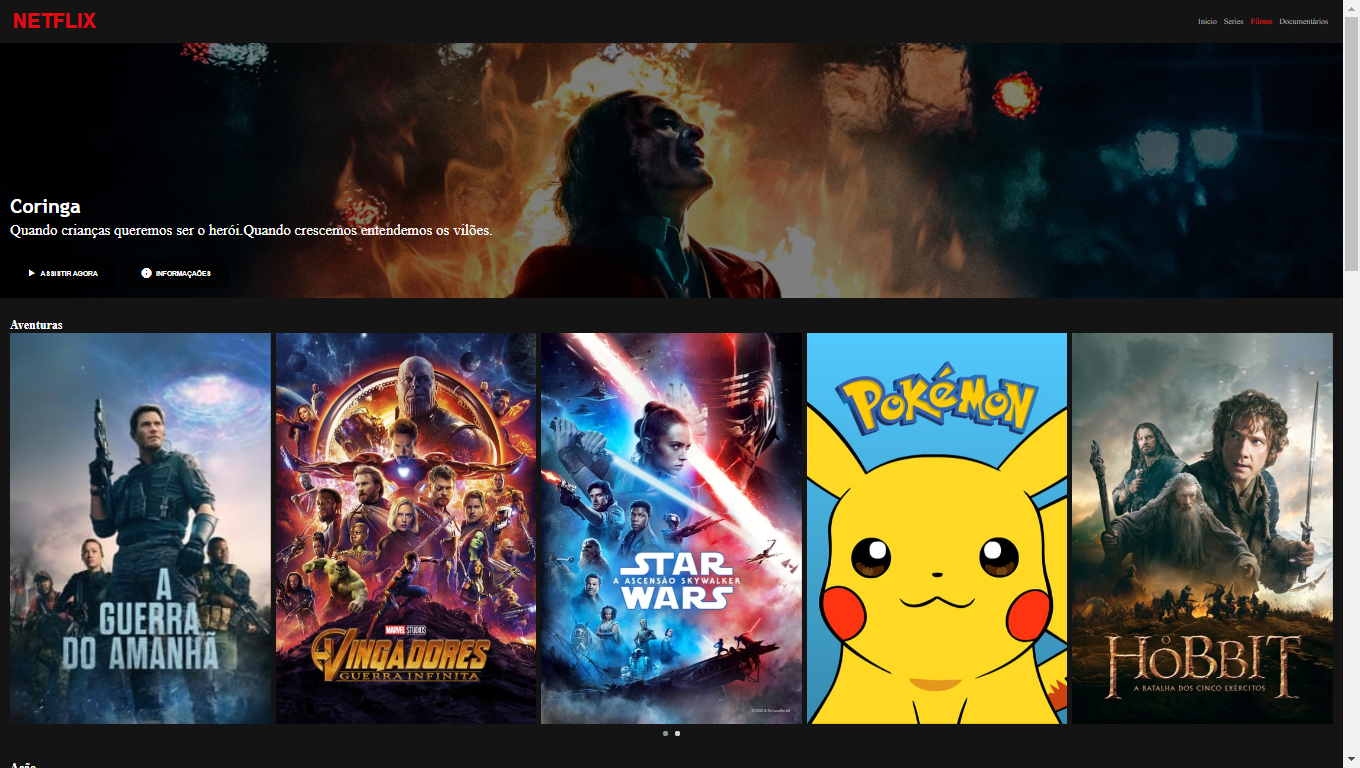 NETFLIX
Inicio Series Filmes Documentários
Coringa
Quando crianças queremos ser o herói.Quando crescemos entendemos os vilões.
ASSISTIR AGORA INFORMAÇAÕES
Aventuras
A
GUERRA
DO AMANHÃ
MARVEL STUDIOS
VINGADORES
GUERRA INFINITA
STAR
A ASCENSÃO SKYWALKER
WARS
POKéMON
O
HOBBIT
A BATALHA DOS CINCO EXÉRCITOS
Ação